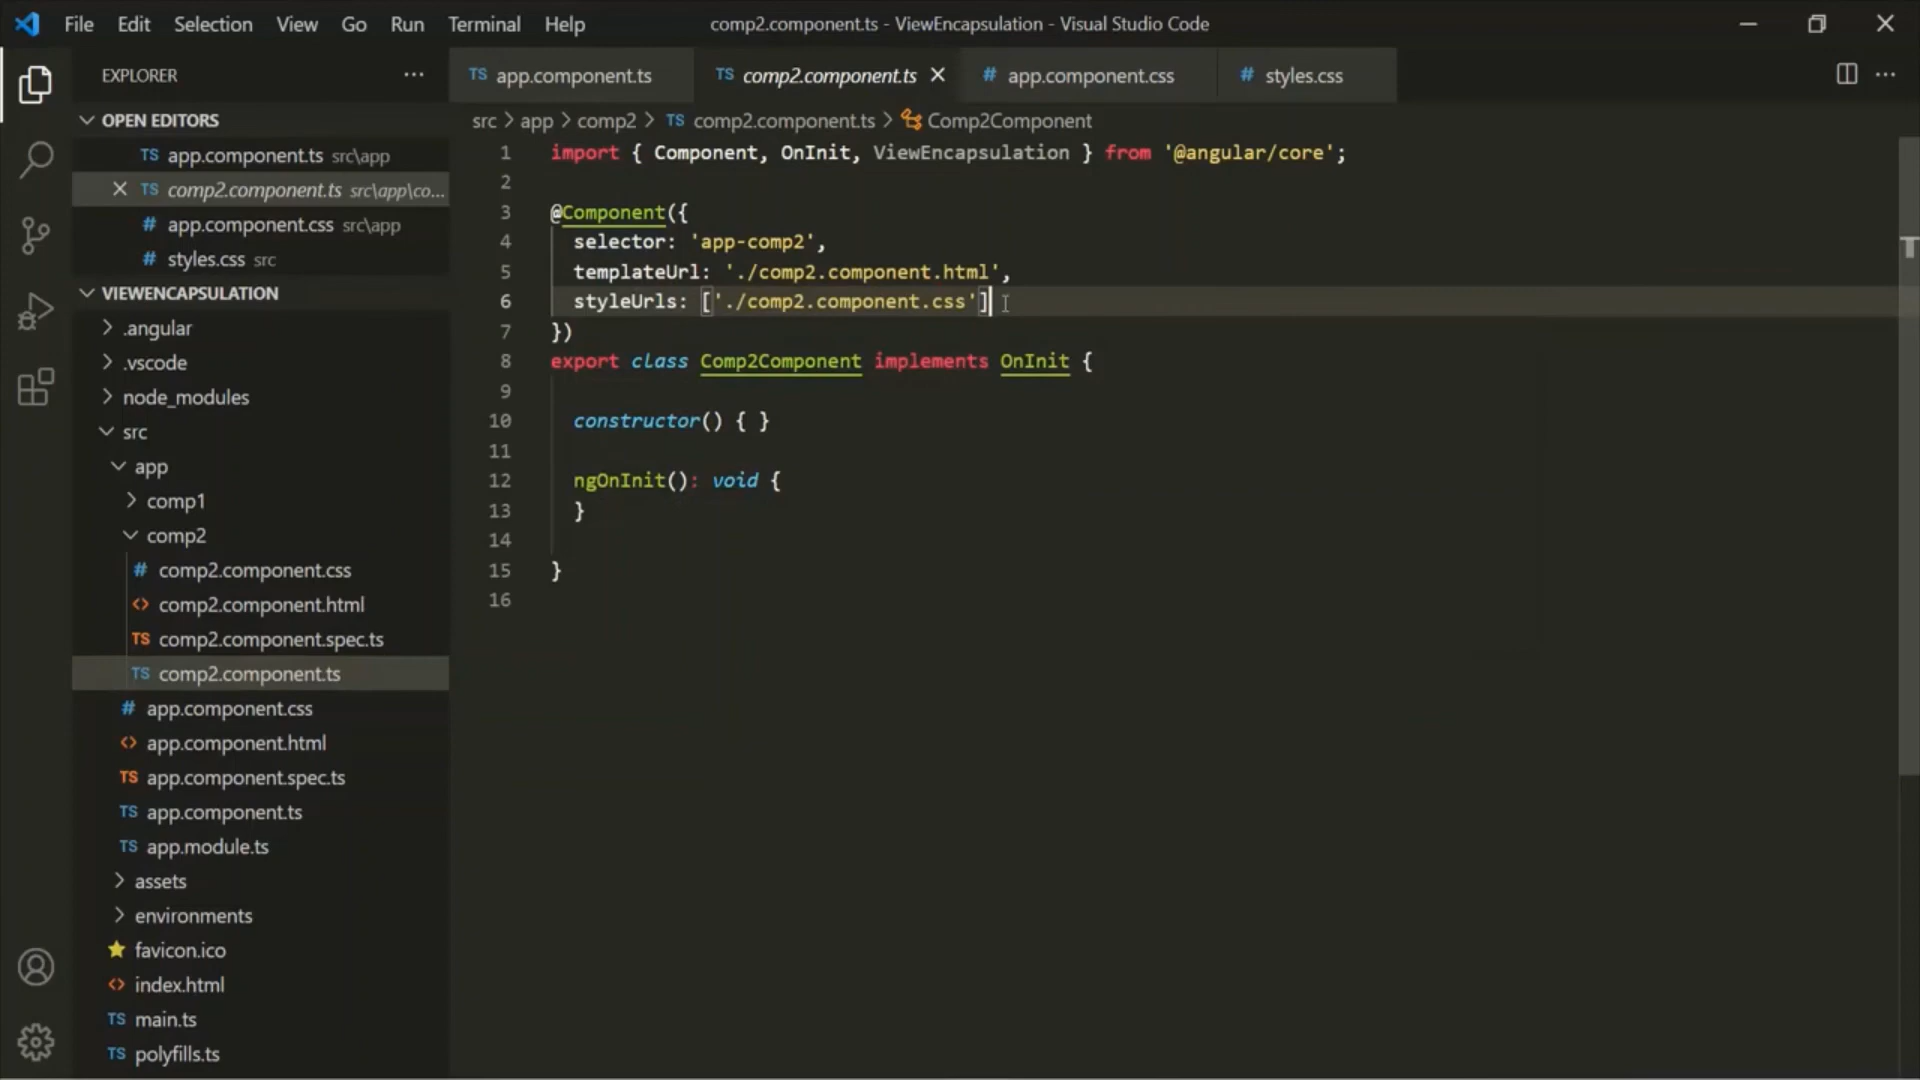 File Edit Selection View Go Run Terminal Help
comp2.component.ts - ViewEncapsulation - Visual Studio Code
EXPLORER
OPEN EDITORS
TS app.component.ts src\app
TS comp2.component.ts src\app\co...
# app.component.css src\app
# styles.css src
VIEWENCAPSULATION
.angular
.vscode
node_modules
src
app
comp1
comp2
# comp2.component.css
<> comp2.component.html
TS comp2.component.spec.ts
TS comp2.component.ts
# app.component.css
<> app.component.html
TS app.component.spec.ts
TS app.component.ts
TS app.module.ts
assets
environments
favicon.ico
<> index.html
TS main.ts
TS polyfills.ts
TS app.component.ts
TS comp2.component.ts
# app.component.css
# styles.css
src > app > comp2 > TS comp2.component.ts > Comp2Component
1 import { Component, OnInit, ViewEncapsulation } from '@angular/core';
2
3 @Component({
4 selector: 'app-comp2',
5 templateUrl: './comp2.component.html',
6 styleUrls: ['./comp2.component.css']
7 })
8 export class Comp2Component implements OnInit {
9
10 constructor() { }
11
12 ngOnInit(): void {
13 }
14
15 }
16